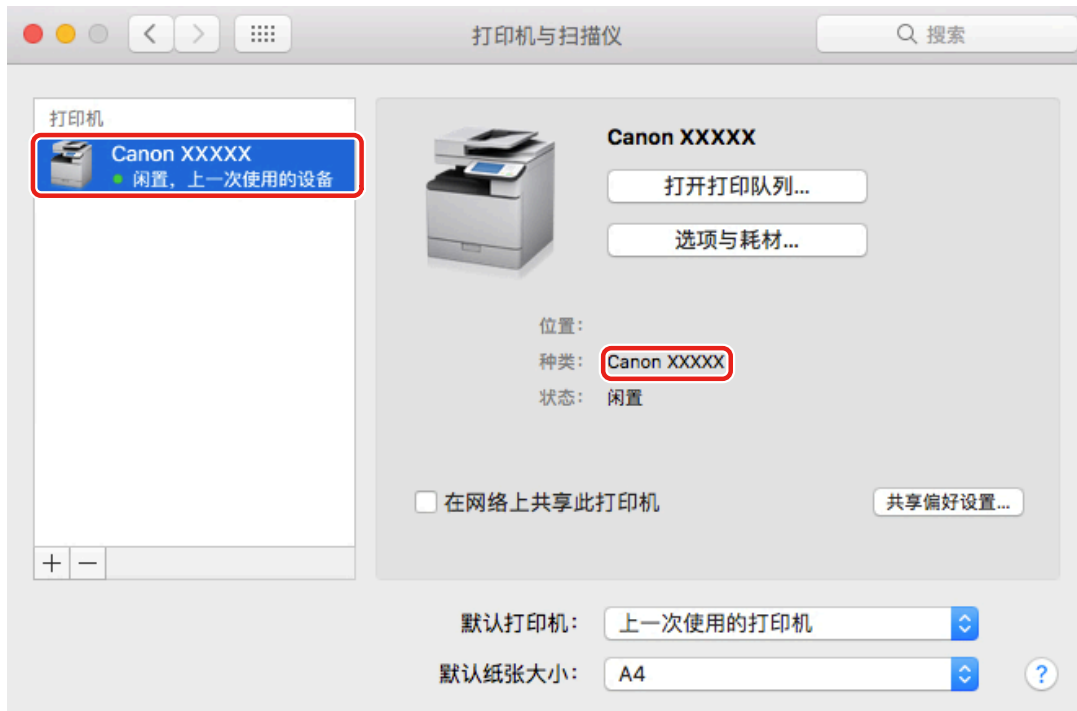 打印机与扫描仪
搜索
打印机
Canon XXXXX
闲置，上一次使用的设备
Canon XXXXX
打开打印队列...
选项与耗材...
位置：
种类： Canon XXXXX
状态： 闲置
在网络上共享此打印机
共享偏好设置...
+ −
默认打印机： 上一次使用的打印机
默认纸张大小： A4
?